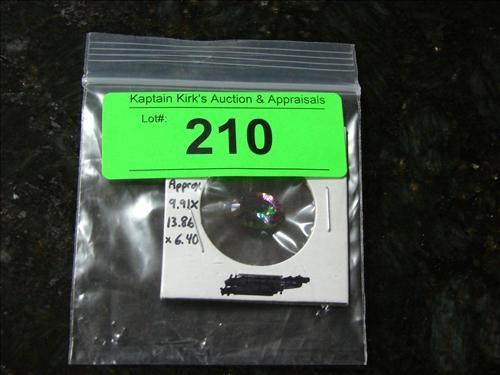 Kaptain Kirk's Auction & Appraisals
Lot#:
210
Approx
9.91x
13.86
x 6.40